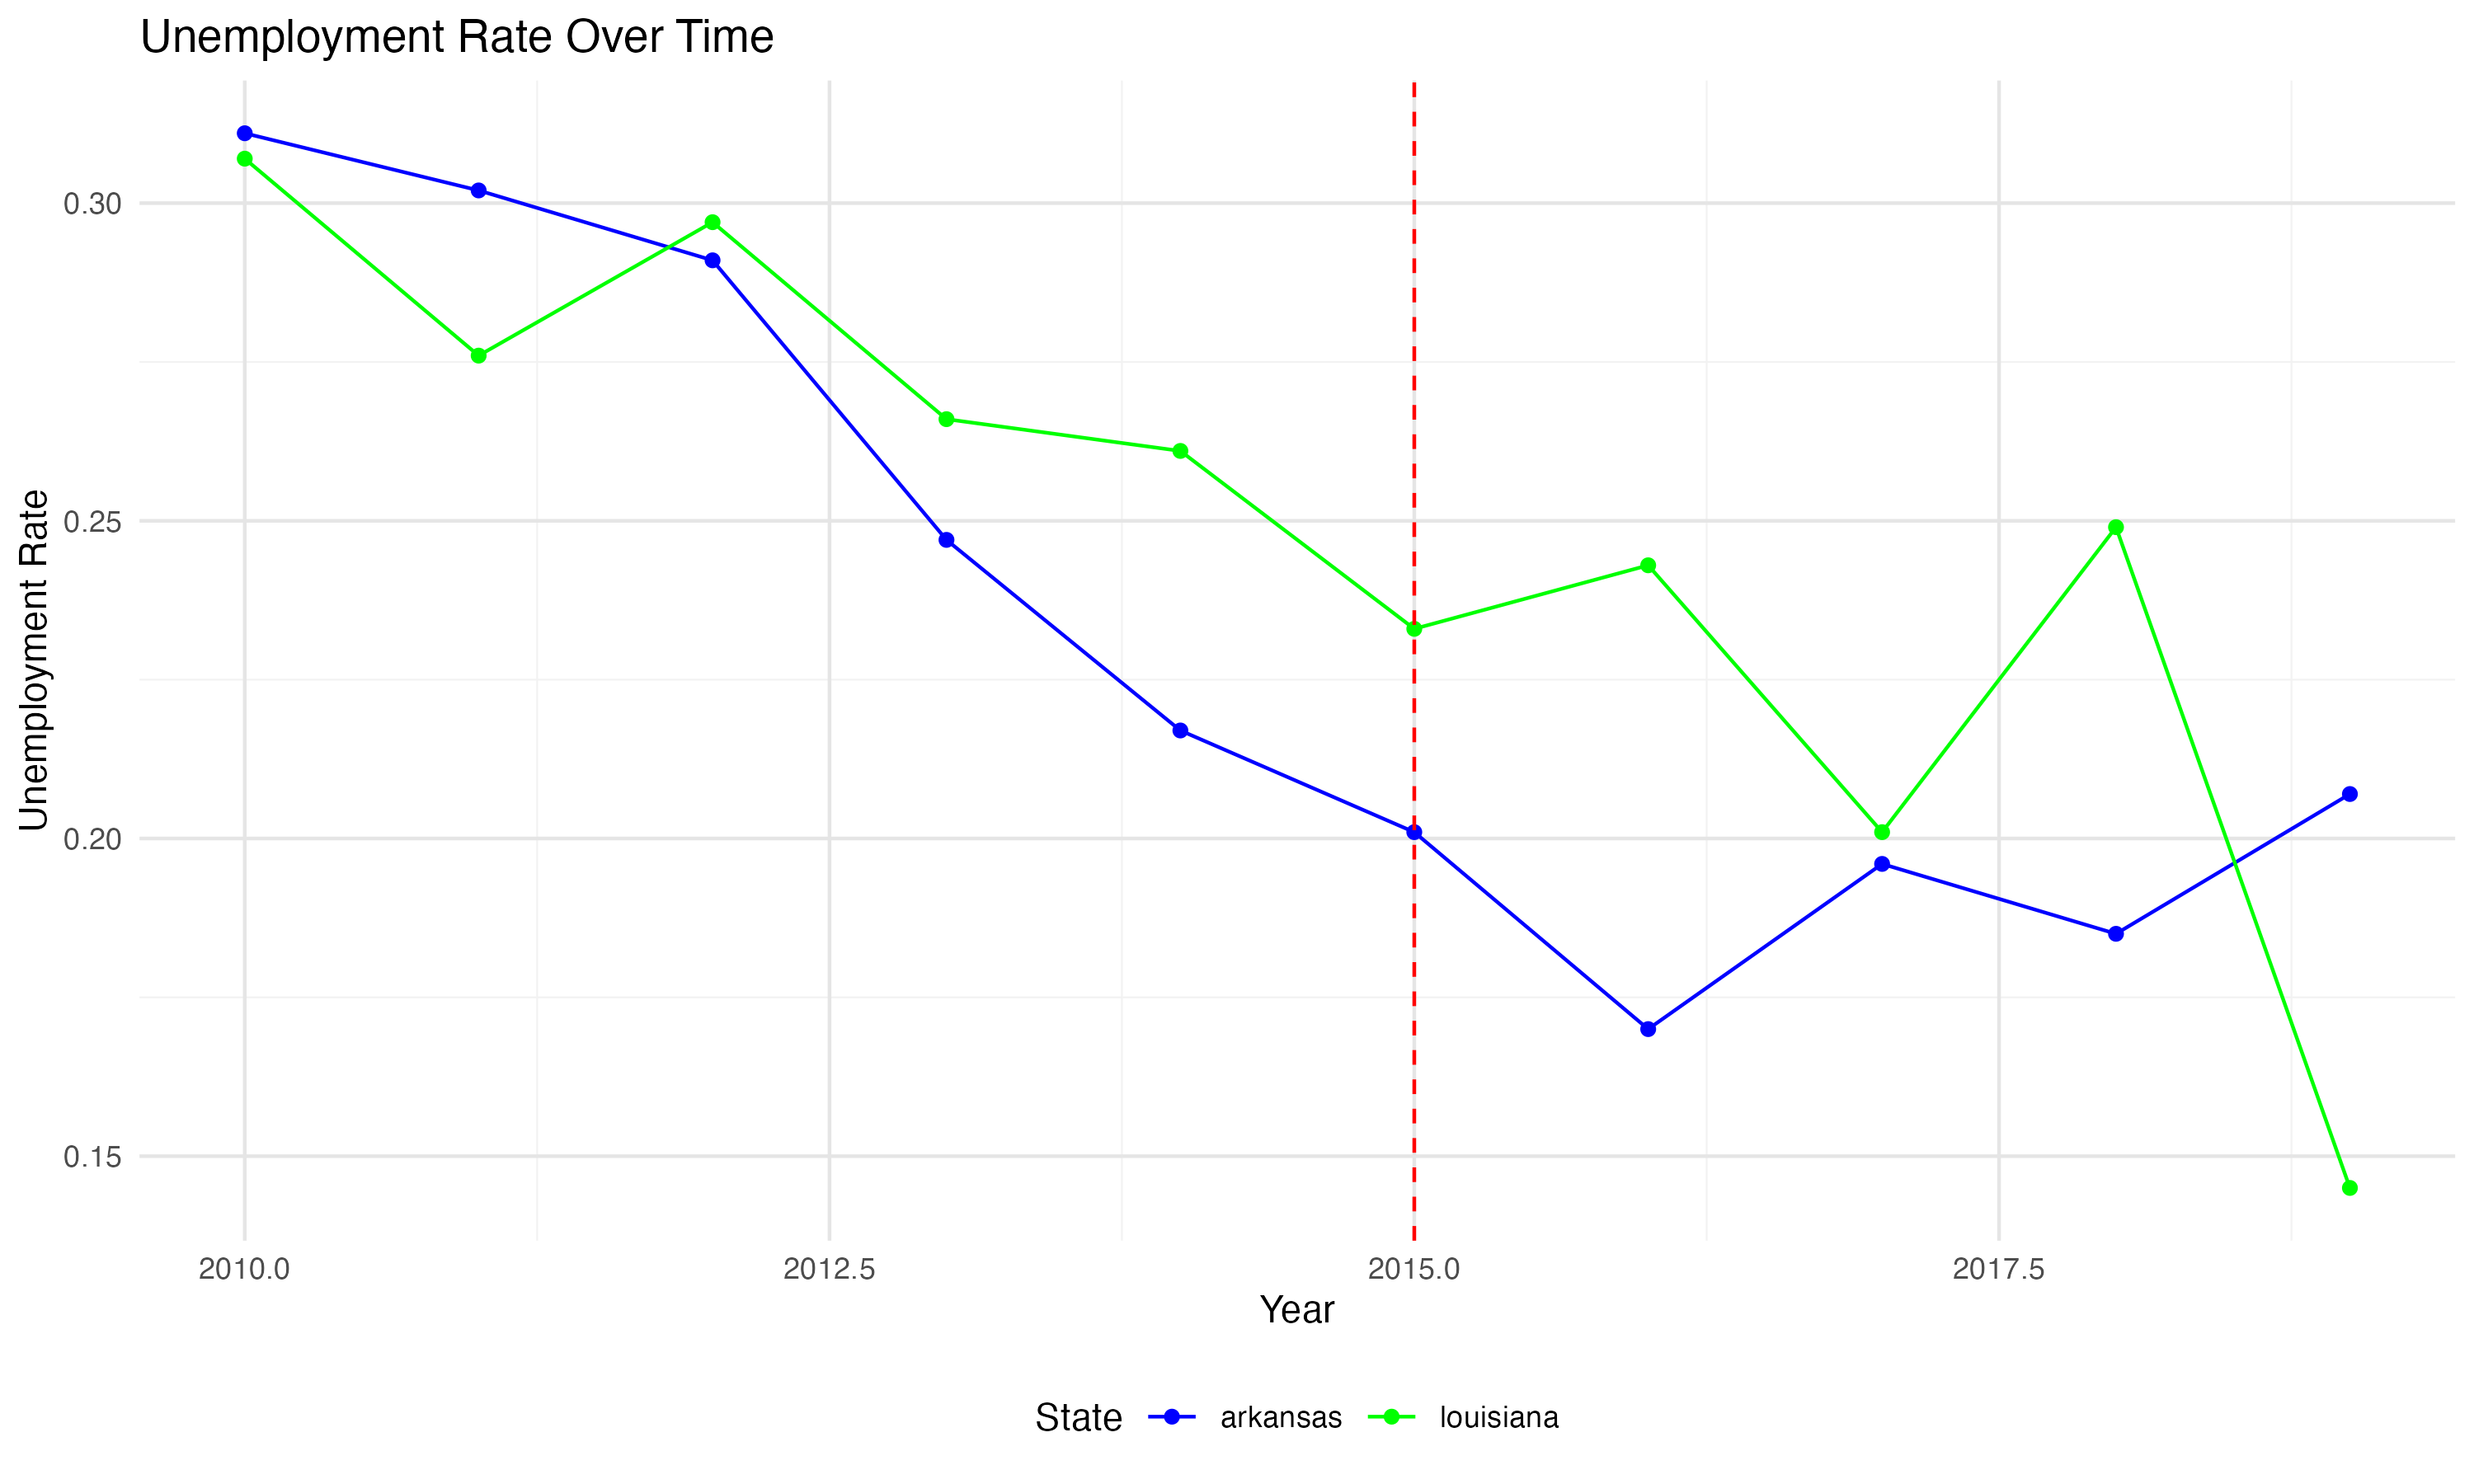 Unemployment Rate Over Time
Unemployment Rate
0.30
0.25
0.20
0.15
2010.0 2012.5 2015.0 2017.5
Year
State arkansas louisiana